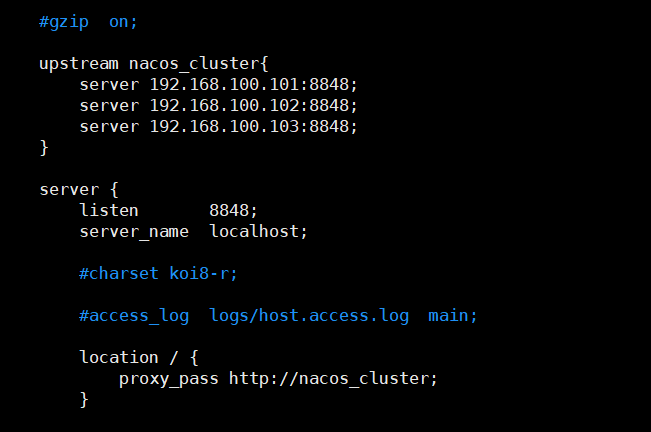 #gzip  on;
upstream nacos_cluster{
server 192.168.100.101:8848;
server 192.168.100.102:8848;
server 192.168.100.103:8848;
}
server {
listen       8848;
server_name  localhost;
#charset koi8-r;
#access_log  logs/host.access.log  main;
location / {
proxy_pass http://nacos_cluster;
}